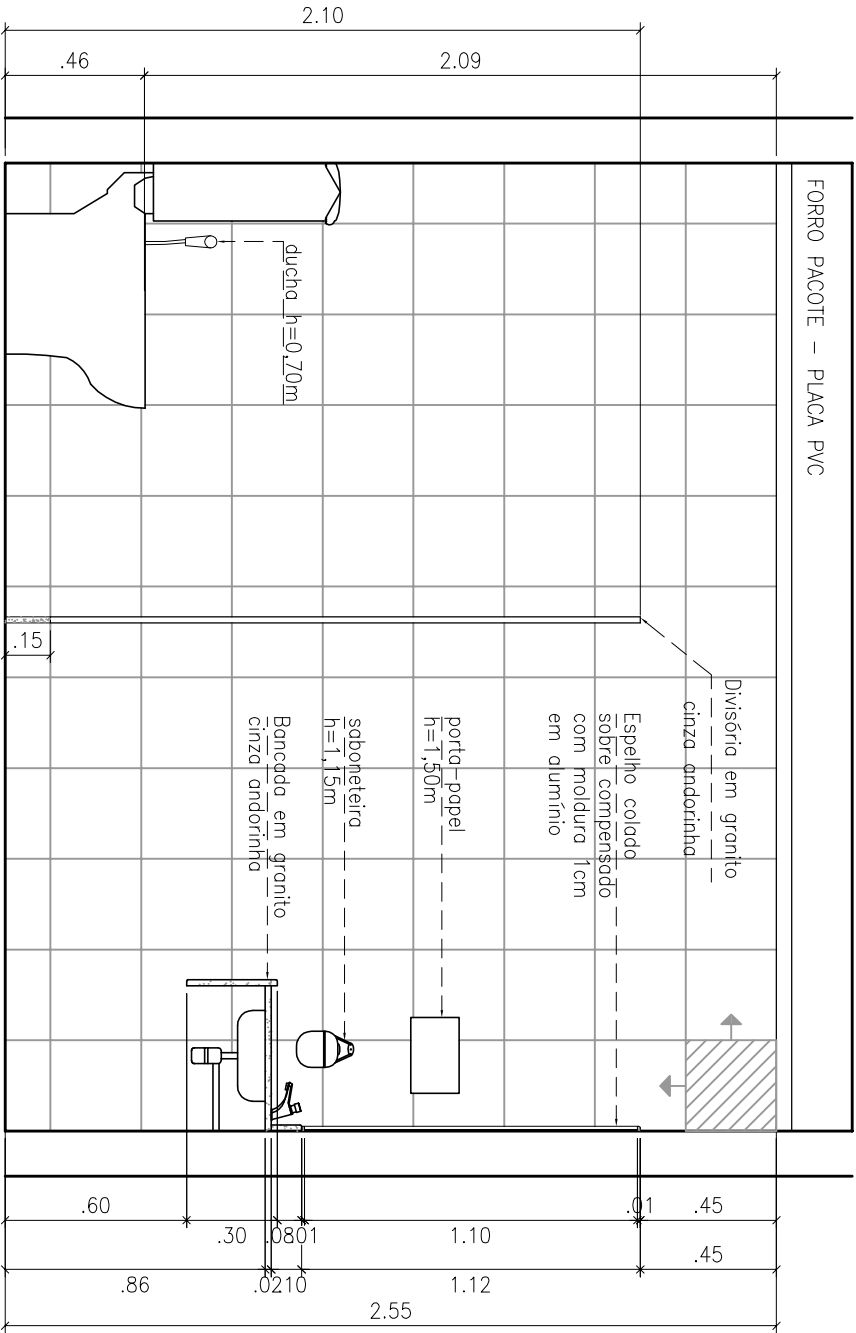 2.10
.46
2.09
FORRO PACOTE - PLACA PVC
ducha h=0,70m
.15
Divisória em granito
cinza andorinha
Espelho colado
sobre compensado
com moldura 1cm
em alumínio
porta-papel
h=1,50m
saboneteira
h=1,15m
Bancada em granito
cinza andorinha
.60
.30
.08
.01
1.10
.01
.45
.86
.02
.10
1.12
.45
2.55